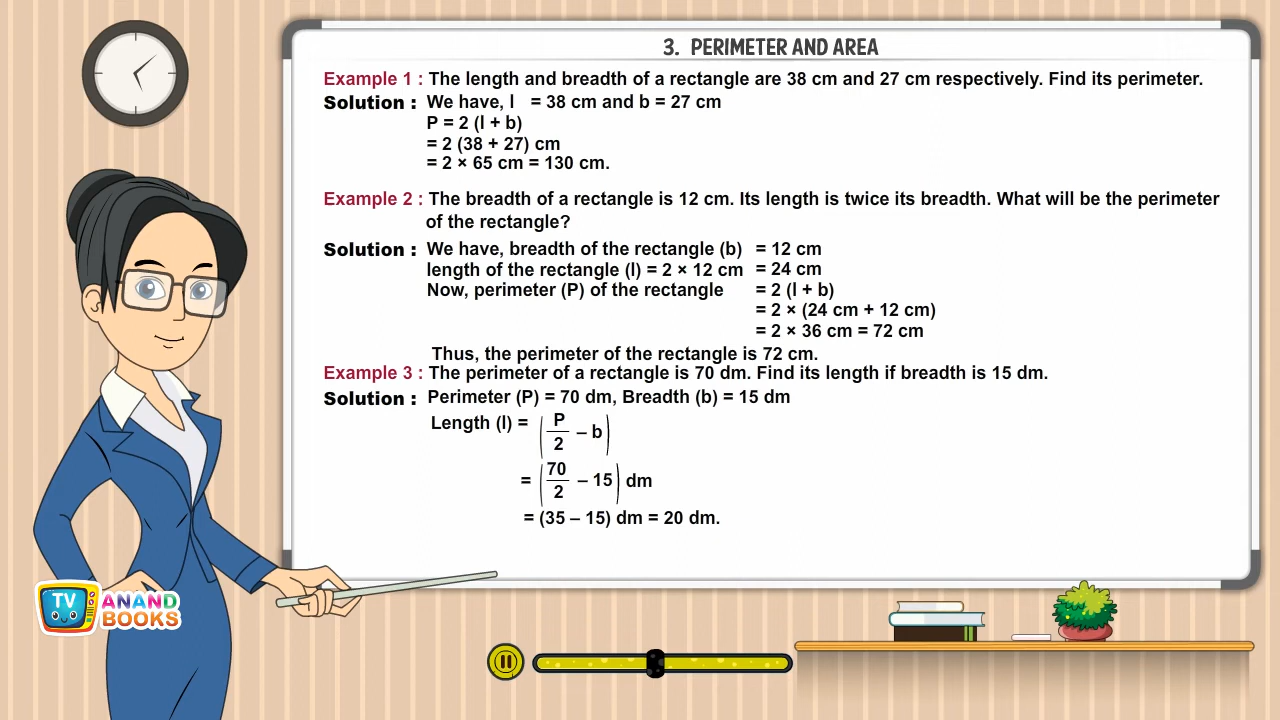 3. PERIMETER AND AREA
Example 1 : The length and breadth of a rectangle are 38 cm and 27 cm respectively. Find its perimeter.
Solution : We have, l = 38 cm and b = 27 cm
P = 2 (l + b)
= 2 (38 + 27) cm
= 2 × 65 cm = 130 cm.
Example 2 : The breadth of a rectangle is 12 cm. Its length is twice its breadth. What will be the perimeter
of the rectangle?
Solution : We have, breadth of the rectangle (b) = 12 cm
length of the rectangle (l) = 2 × 12 cm = 24 cm
Now, perimeter (P) of the rectangle = 2 (l + b)
= 2 × (24 cm + 12 cm)
= 2 × 36 cm = 72 cm
Thus, the perimeter of the rectangle is 72 cm.
Example 3 : The perimeter of a rectangle is 70 dm. Find its length if breadth is 15 dm.
Solution : Perimeter (P) = 70 dm, Breadth (b) = 15 dm
Length (l) = (P/2 – b)
= (70/2 – 15) dm
= (35 – 15) dm = 20 dm.
TV ANAND
BOOKS